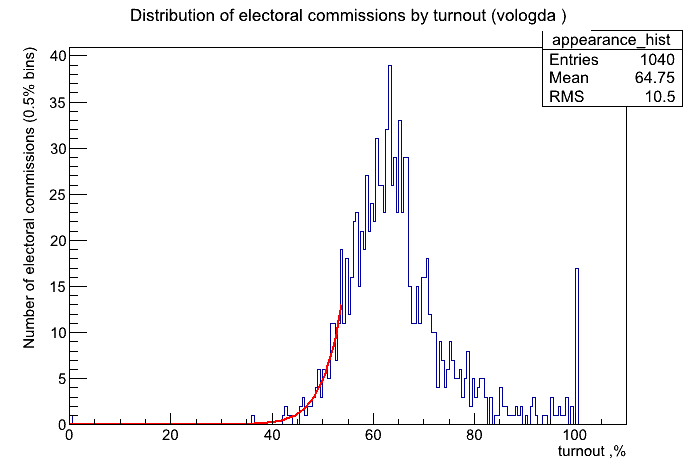 Distribution of electoral commissions by turnout (vologda )
appearance_hist
Entries 1040
Mean 64.75
RMS 10.5
Number of electoral commissions (0.5% bins)
40
35
30
25
20
15
10
5
0
0 20 40 60 80 100
turnout ,%